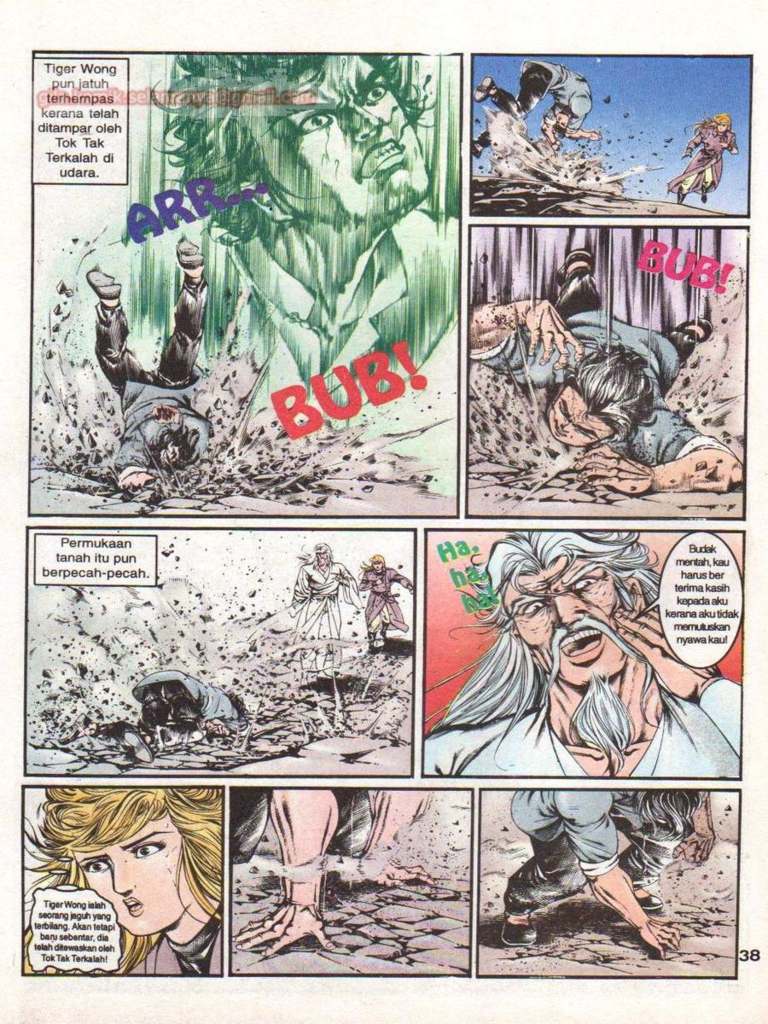 Tiger Wong
pun jatuh
terhempas
kerana telah
ditampar oleh
Tok Tak
Terkalah di
udara.
ARR...
BUB!
BUB!
Permukaan
tanah itu pun
berpecah-pecah.
Ha,
ha,
ha!
Budak
mentah, kau
harus ber
terima kasih
kepada aku
kerana aku tidak
memutuskan
nyawa kau!
Tiger Wong ialah
seorang jaguh yang
terbilang. Akan tetapi
baru sebentar, dia
telah ditewaskan oleh
Tok Tak Terkalah!
38